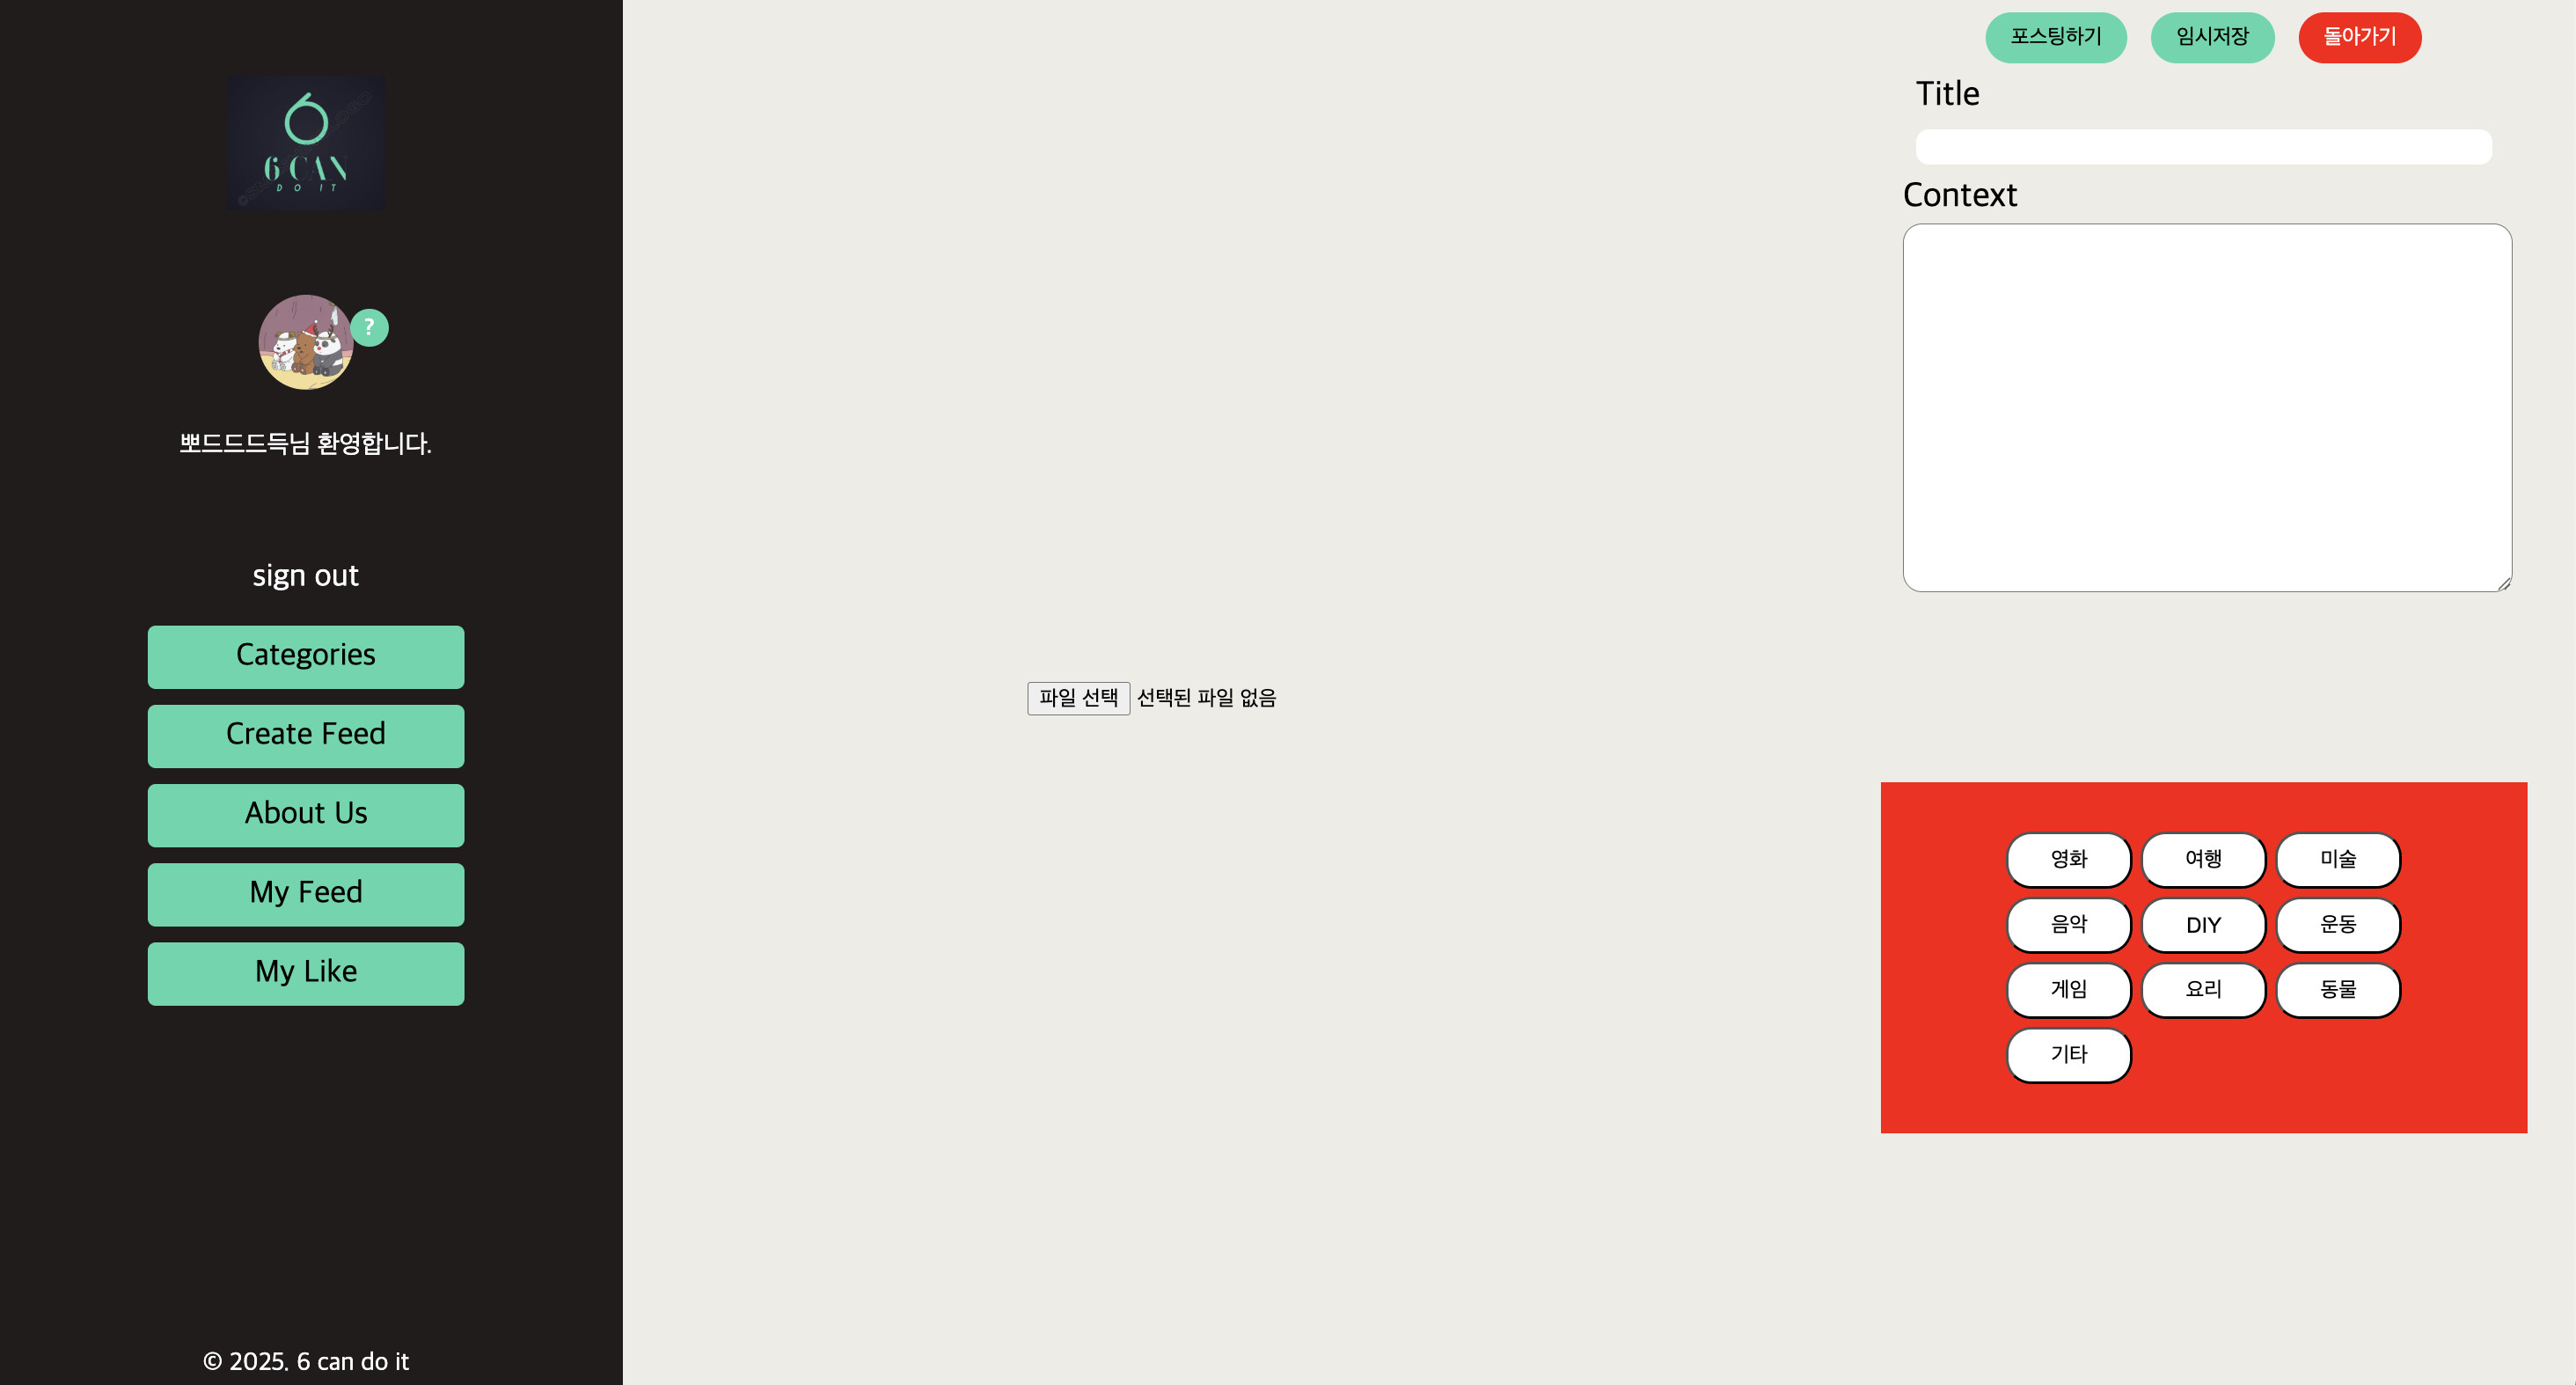 6 CAN
DO IT
?
뽀드드드득님 환영합니다.
sign out
Categories
Create Feed
About Us
My Feed
My Like
© 2025. 6 can do it
파일 선택 선택된 파일 없음
포스팅하기 임시저장 돌아가기
Title
Context
영화 여행 미술
음악 DIY 운동
게임 요리 동물
기타